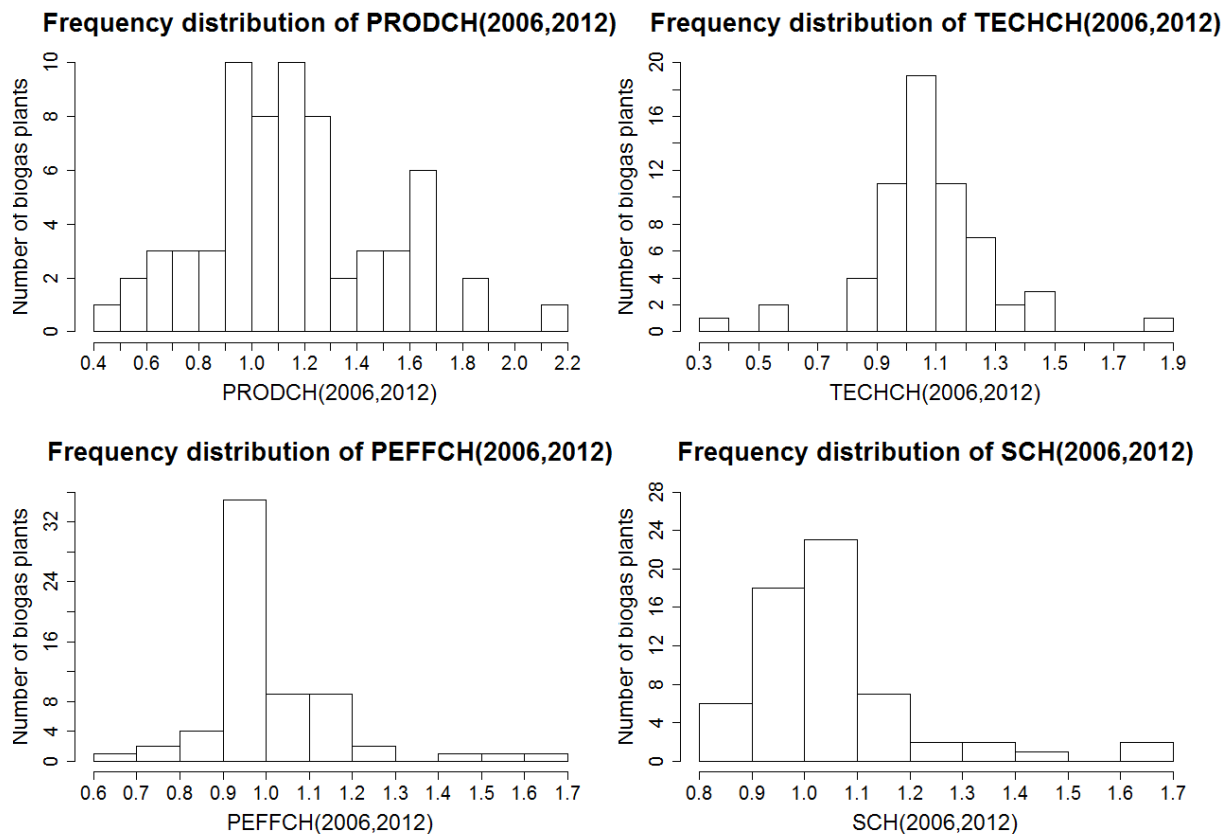 Frequency distribution of PRODCH(2006,2012)
Number of biogas plants
0 2 4 6 8 10
0.4 0.6 0.8 1.0 1.2 1.4 1.6 1.8 2.0 2.2
PRODCH(2006,2012)
Frequency distribution of TECHCH(2006,2012)
Number of biogas plants
0 2 4 6 8 12 16 20
0.3 0.5 0.7 0.9 1.1 1.3 1.5 1.7 1.9
TECHCH(2006,2012)
Frequency distribution of PEFFCH(2006,2012)
Number of biogas plants
0 4 8 16 24 32
0.6 0.7 0.8 0.9 1.0 1.1 1.2 1.3 1.4 1.5 1.6 1.7
PEFFCH(2006,2012)
Frequency distribution of SCH(2006,2012)
Number of biogas plants
0 4 8 12 16 20 24 28
0.8 0.9 1.0 1.1 1.2 1.3 1.4 1.5 1.6 1.7
SCH(2006,2012)